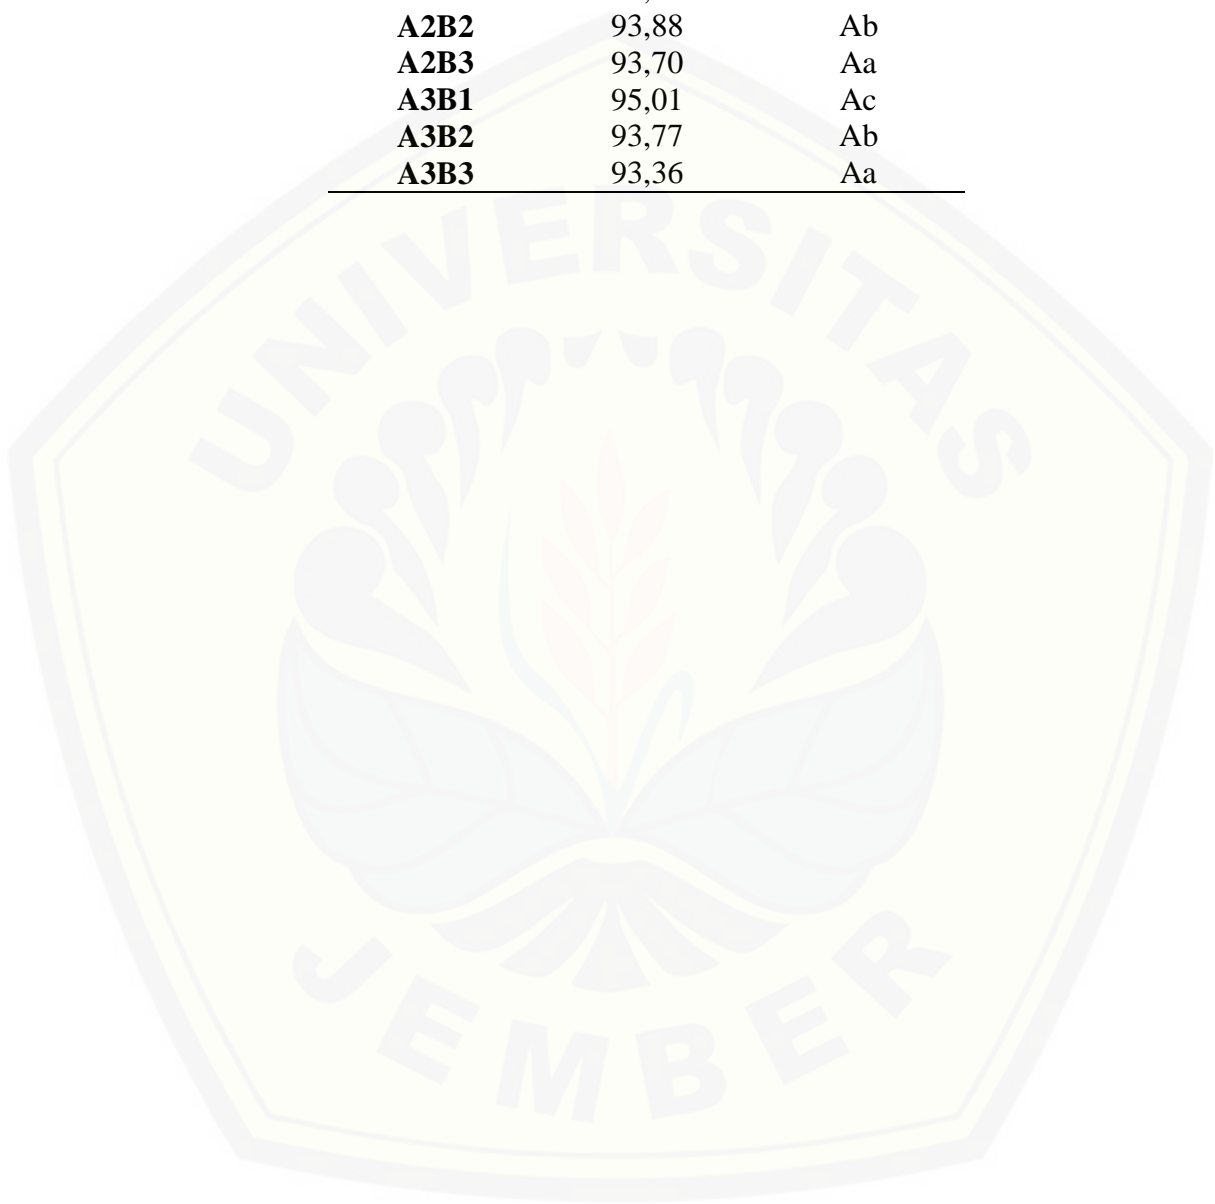 A2B2 93,88 Ab
A2B3 93,70 Aa
A3B1 95,01 Ac
A3B2 93,77 Ab
A3B3 93,36 Aa
UNIVERSITAS
JEMBER